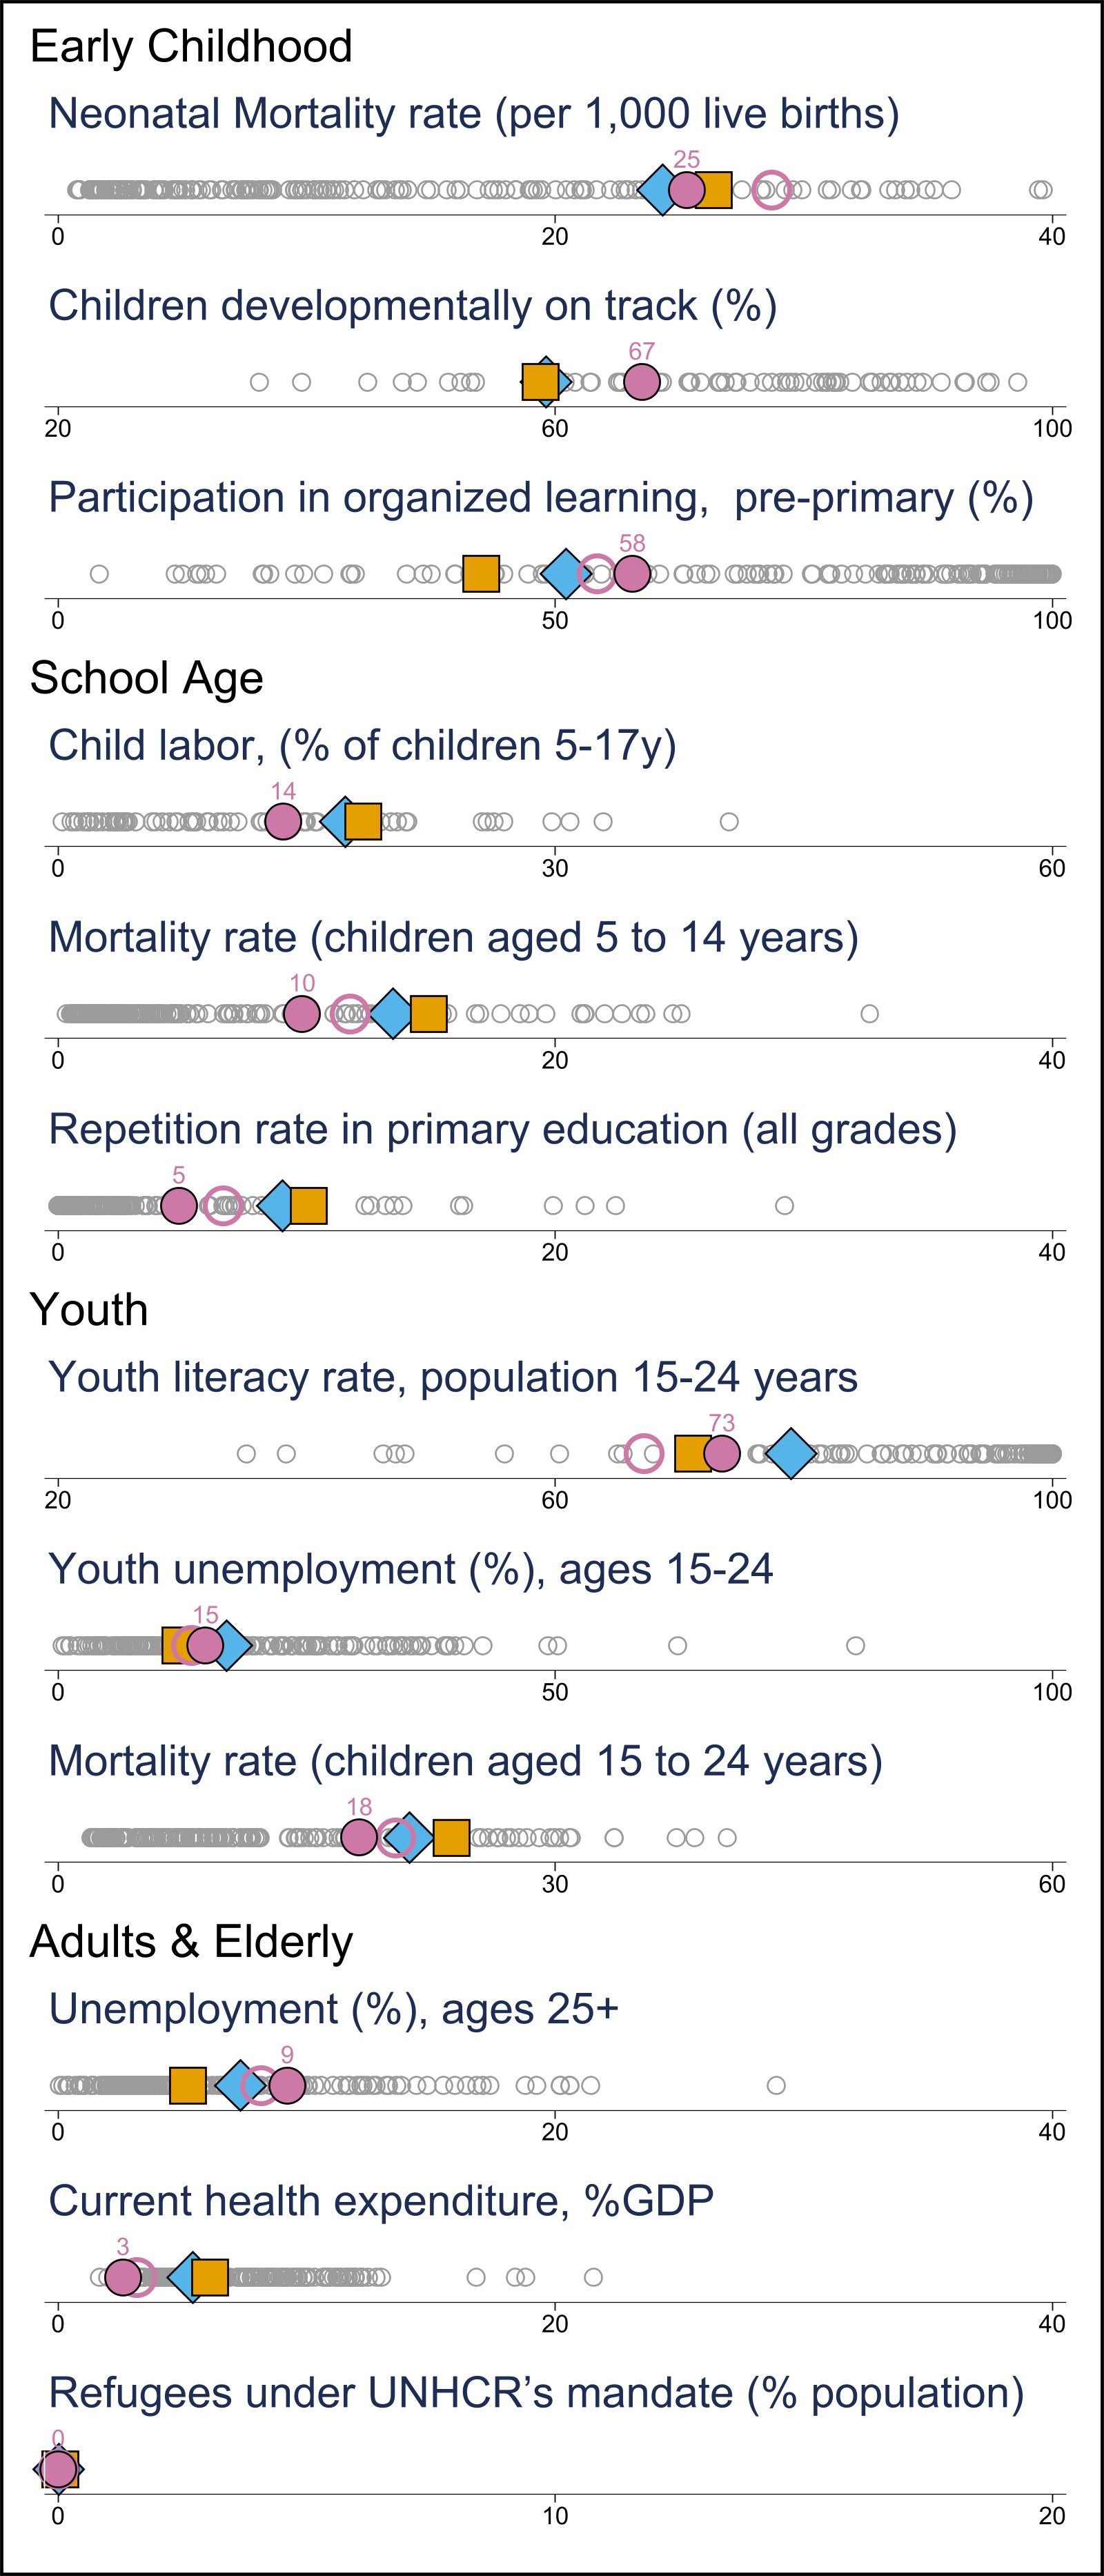 Early Childhood
Neonatal Mortality rate (per 1,000 live births)
25
0 20 40
Children developmentally on track (%)
67
20 60 100
Participation in organized learning,  pre-primary (%)
58
0 50 100
School Age
Child labor, (% of children 5-17y)
14
0 30 60
Mortality rate (children aged 5 to 14 years)
10
0 20 40
Repetition rate in primary education (all grades)
5
0 20 40
Youth
Youth literacy rate, population 15-24 years
73
20 60 100
Youth unemployment (%), ages 15-24
15
0 50 100
Mortality rate (children aged 15 to 24 years)
18
0 30 60
Adults & Elderly
Unemployment (%), ages 25+
9
0 20 40
Current health expenditure, %GDP
3
0 20 40
Refugees under UNHCR’s mandate (% population)
0
0 10 20